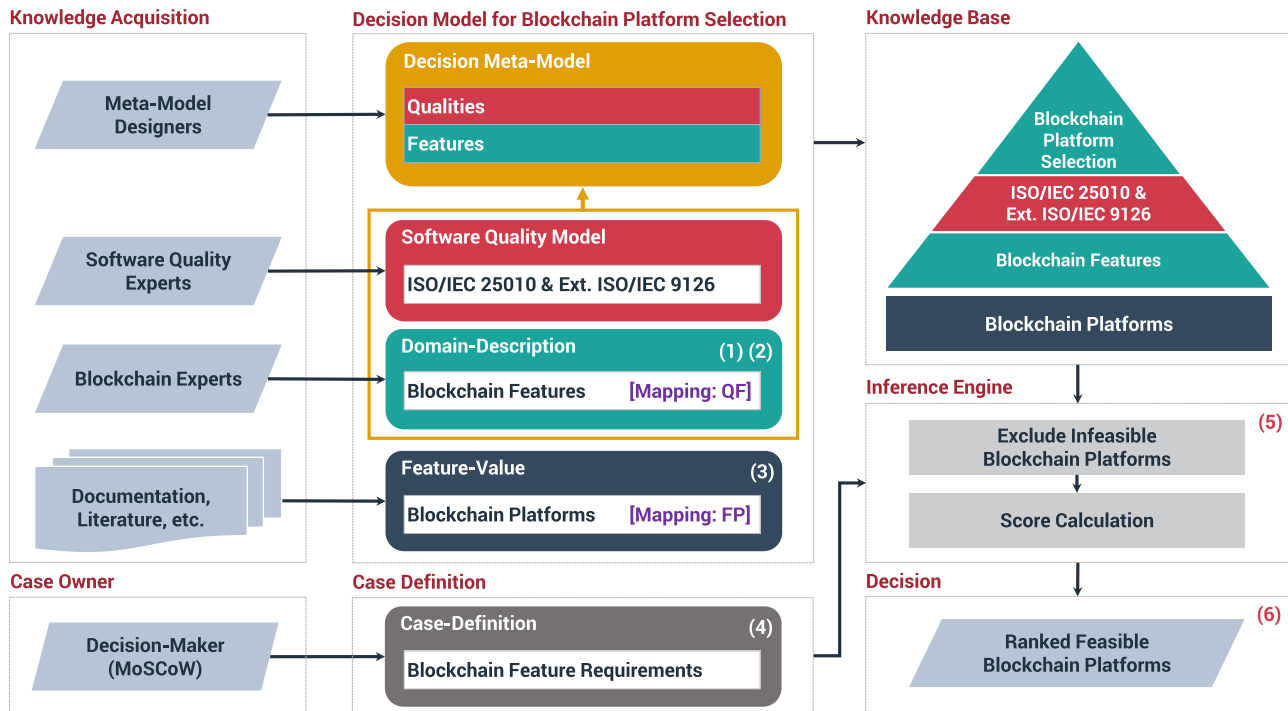 Knowledge Acquisition
Meta-Model
Designers
Software Quality
Experts
Blockchain Experts
Documentation,
Literature, etc.
Case Owner
Decision-Maker
(MoSCoW)
Decision Model for Blockchain Platform Selection
Decision Meta-Model
Qualities
Features
Software Quality Model
ISO/IEC 25010 & Ext. ISO/IEC 9126
Domain-Description (1) (2)
Blockchain Features [Mapping: QF]
Feature-Value (3)
Blockchain Platforms [Mapping: FP]
Case Definition
Case-Definition (4)
Blockchain Feature Requirements
Knowledge Base
Blockchain
Platform
Selection
ISO/IEC 25010 &
Ext. ISO/IEC 9126
Blockchain Features
Blockchain Platforms
Inference Engine
(5)
Exclude Infeasible
Blockchain Platforms
Score Calculation
Decision
(6)
Ranked Feasible
Blockchain Platforms